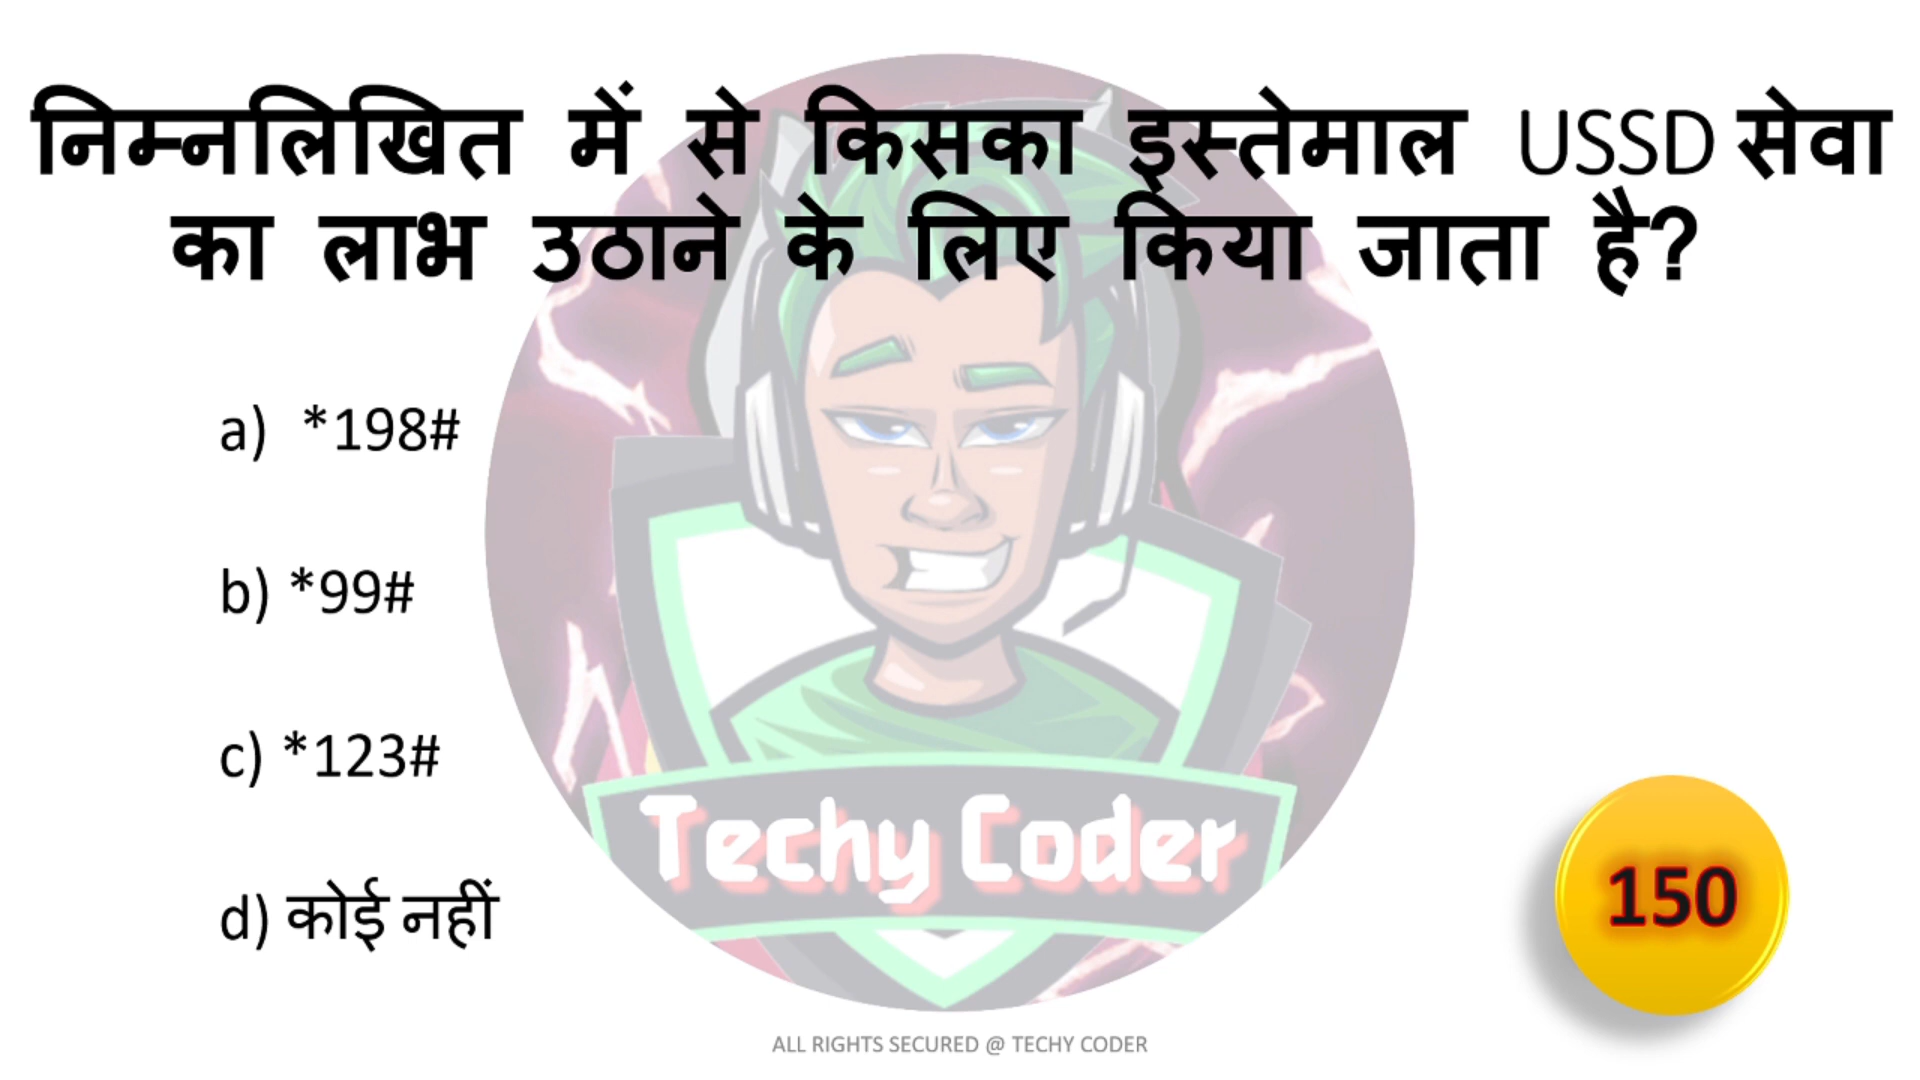 निम्नलिखित में से किसका इस्तेमाल USSD सेवा
का लाभ उठाने के लिए किया जाता है?
a) *198#
b) *99#
c) *123#
d) कोई नहीं
Techy Coder
150
ALL RIGHTS SECURED @ TECHY CODER